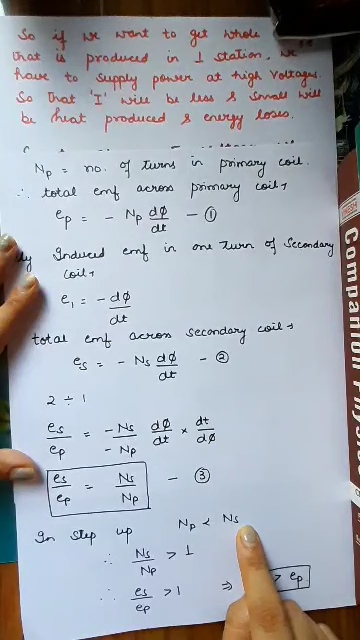 So if we want to get whole
that is produced in 1 station, we
have to supply power at high voltages.
So that 'I' will be less & small will
be heat produced & energy loses.
Np = no. of turns in primary coil.
∴ total emf across primary coil→
ep = - Np dφ/dt - ①
ly Induced emf in one turn of secondary
coil→
e1 = - dφ/dt
total emf across secondary coil→
es = - Ns dφ/dt - ②
2 ÷ 1
es/ep = -Ns/-Np dφ/dt × dt/dφ
es/ep = Ns/Np - ③
In step up Np < Ns
∴ Ns/Np > 1
∴ es/ep > 1 ⇒ > ep
Companion Physics